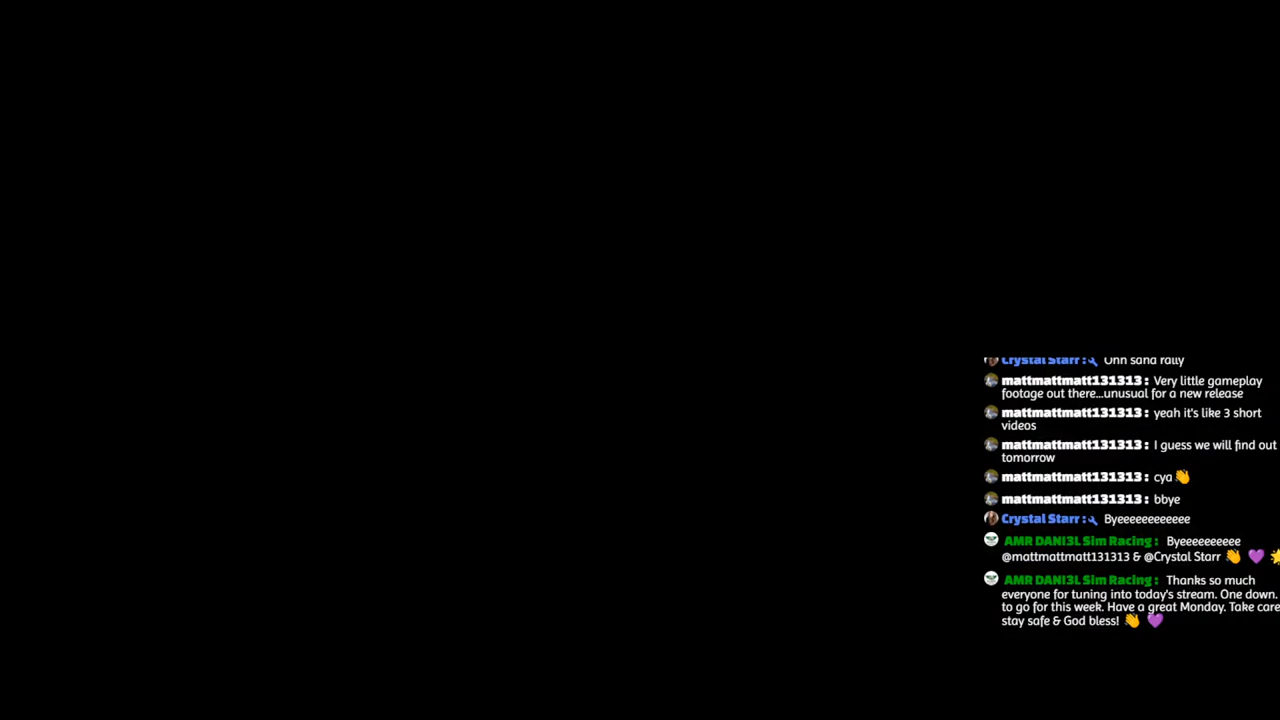 Crystal Starr : Ohh sand rally
mattmattmatt131313 : Very little gameplay
footage out there...unusual for a new release
mattmattmatt131313 : yeah it's like 3 short
videos
mattmattmatt131313 : I guess we will find out
tomorrow
mattmattmatt131313 : cya 👋
mattmattmatt131313 : bbye
Crystal Starr : Byeeeeeeeeeee
AMR DANI3L Sim Racing : Byeeeeeeeeee
@mattmattmatt131313 & @Crystal Starr 👋 💜 🌟
AMR DANI3L Sim Racing : Thanks so much
everyone for tuning into today's stream. One down.
to go for this week. Have a great Monday. Take care
stay safe & God bless! 👋 💜